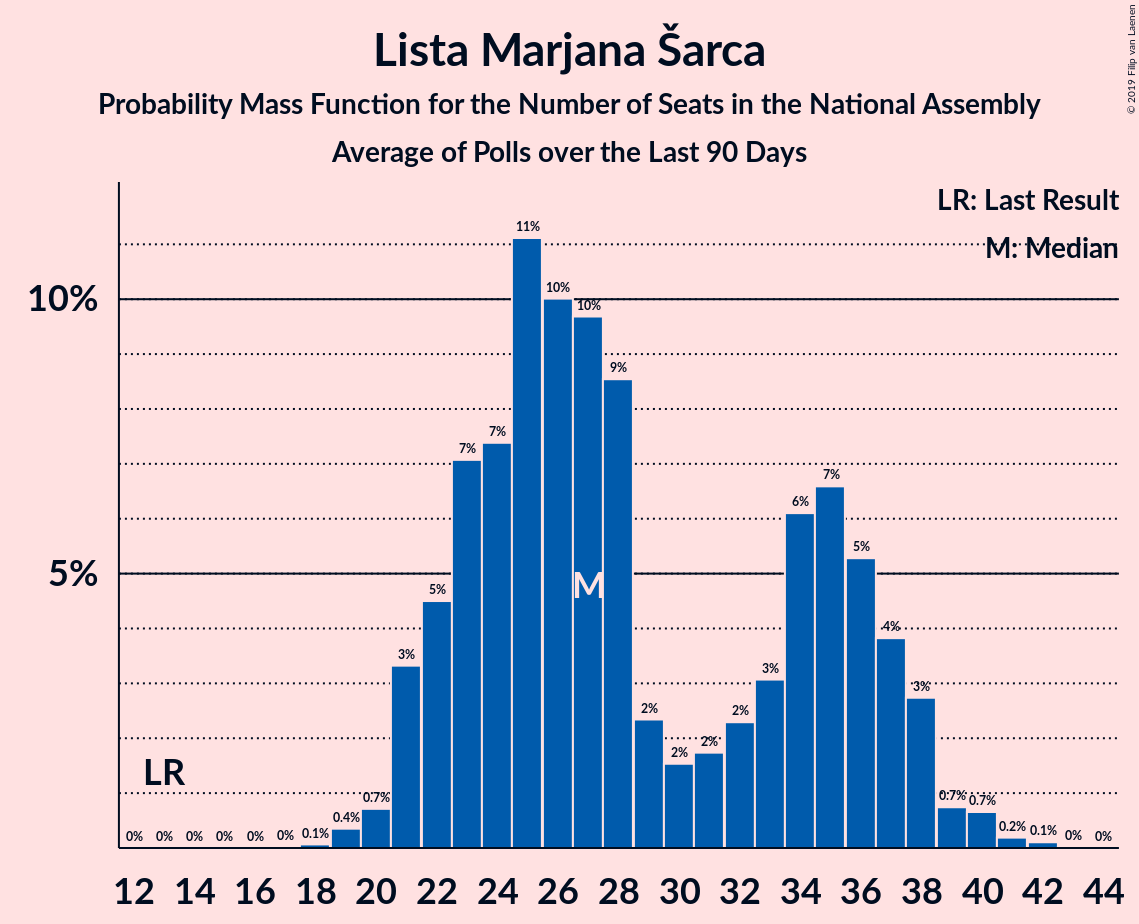 Lista Marjana Šarca
Probability Mass Function for the Number of Seats in the National Assembly
Average of Polls over the Last 90 Days
© 2019 Filip van Laenen
LR: Last Result
M: Median
10%
5%
0% 0% 0% 0% 0% 0% 0.1% 0.4% 0.7% 3% 5% 7% 7% 11% 10% 10% 9% 2% 2% 2% 2% 3% 6% 7% 5% 4% 3% 0.7% 0.7% 0.2% 0.1% 0% 0%
M
LR
12 14 16 18 20 22 24 26 28 30 32 34 36 38 40 42 44